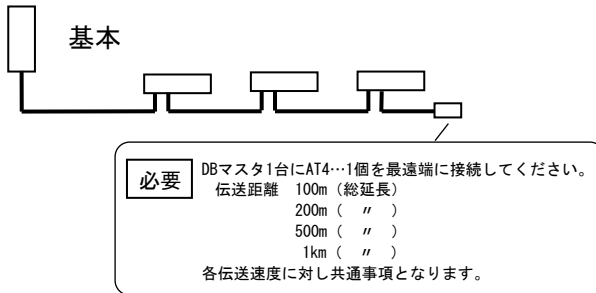 基本
必要
DBマスタ1台にAT4…1個を最遠端に接続してください。
伝送距離 100m（総延長）
200m（ 〃 ）
500m（ 〃 ）
1km（ 〃 ）
各伝送速度に対し共通事項となります。